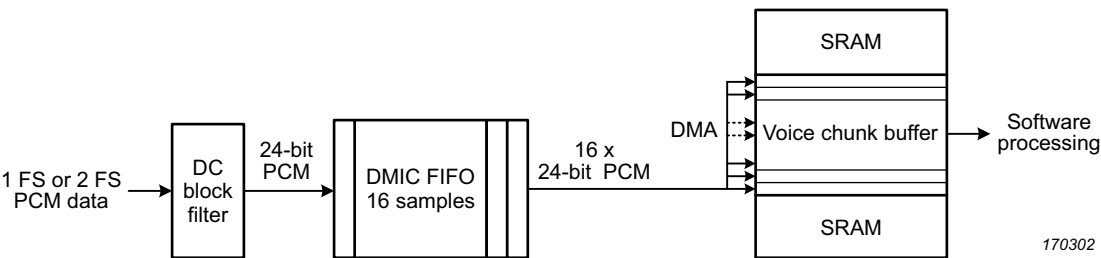 1 FS or 2 FS
PCM data
DC
block
filter
24-bit
PCM
DMIC FIFO
16 samples
16 x
24-bit PCM
DMA
SRAM
Voice chunk buffer
SRAM
Software
processing
170302